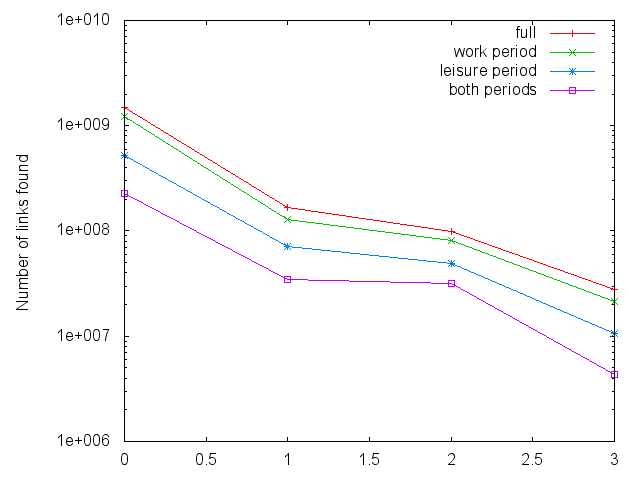 1e+010
full
work period
1e+009
leisure period
both periods
1e+008
Number of links found
1e+007
1e+006
0 0.5 1 1.5 2 2.5 3